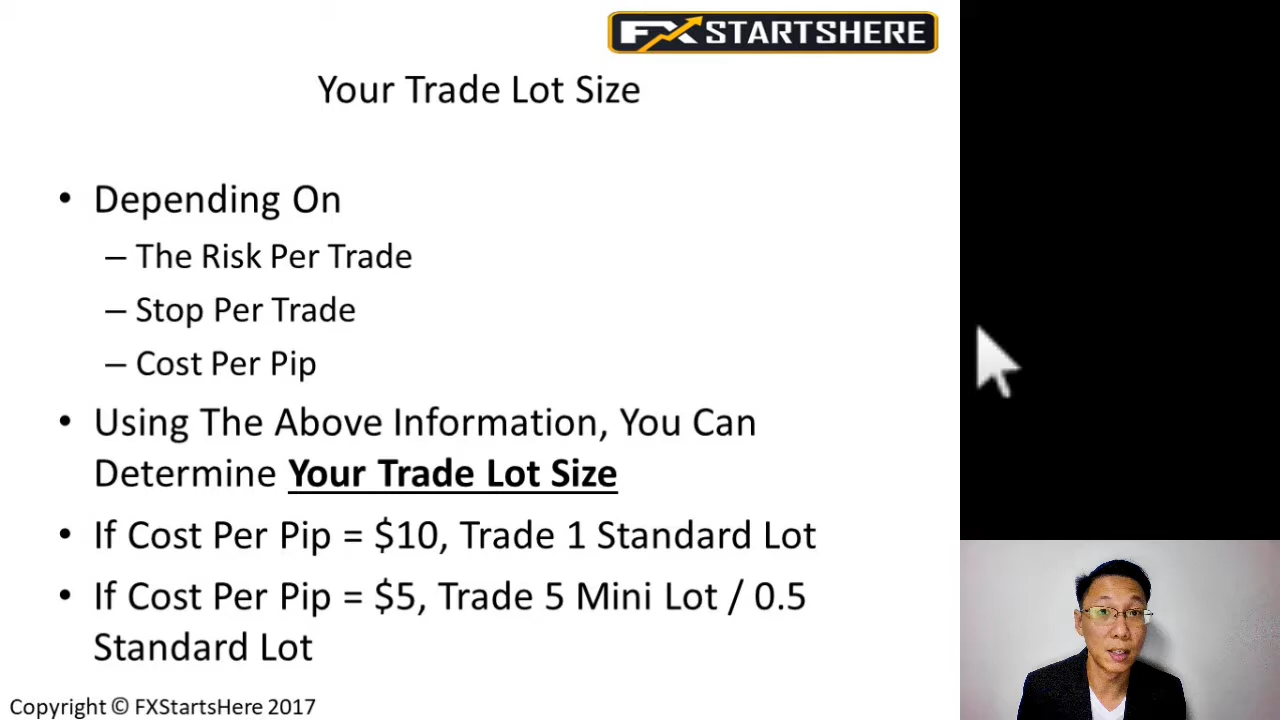 FX STARTSHERE
Your Trade Lot Size
• Depending On
– The Risk Per Trade
– Stop Per Trade
– Cost Per Pip
• Using The Above Information, You Can
Determine Your Trade Lot Size
• If Cost Per Pip = $10, Trade 1 Standard Lot
• If Cost Per Pip = $5, Trade 5 Mini Lot / 0.5
Standard Lot
Copyright © FXStartsHere 2017